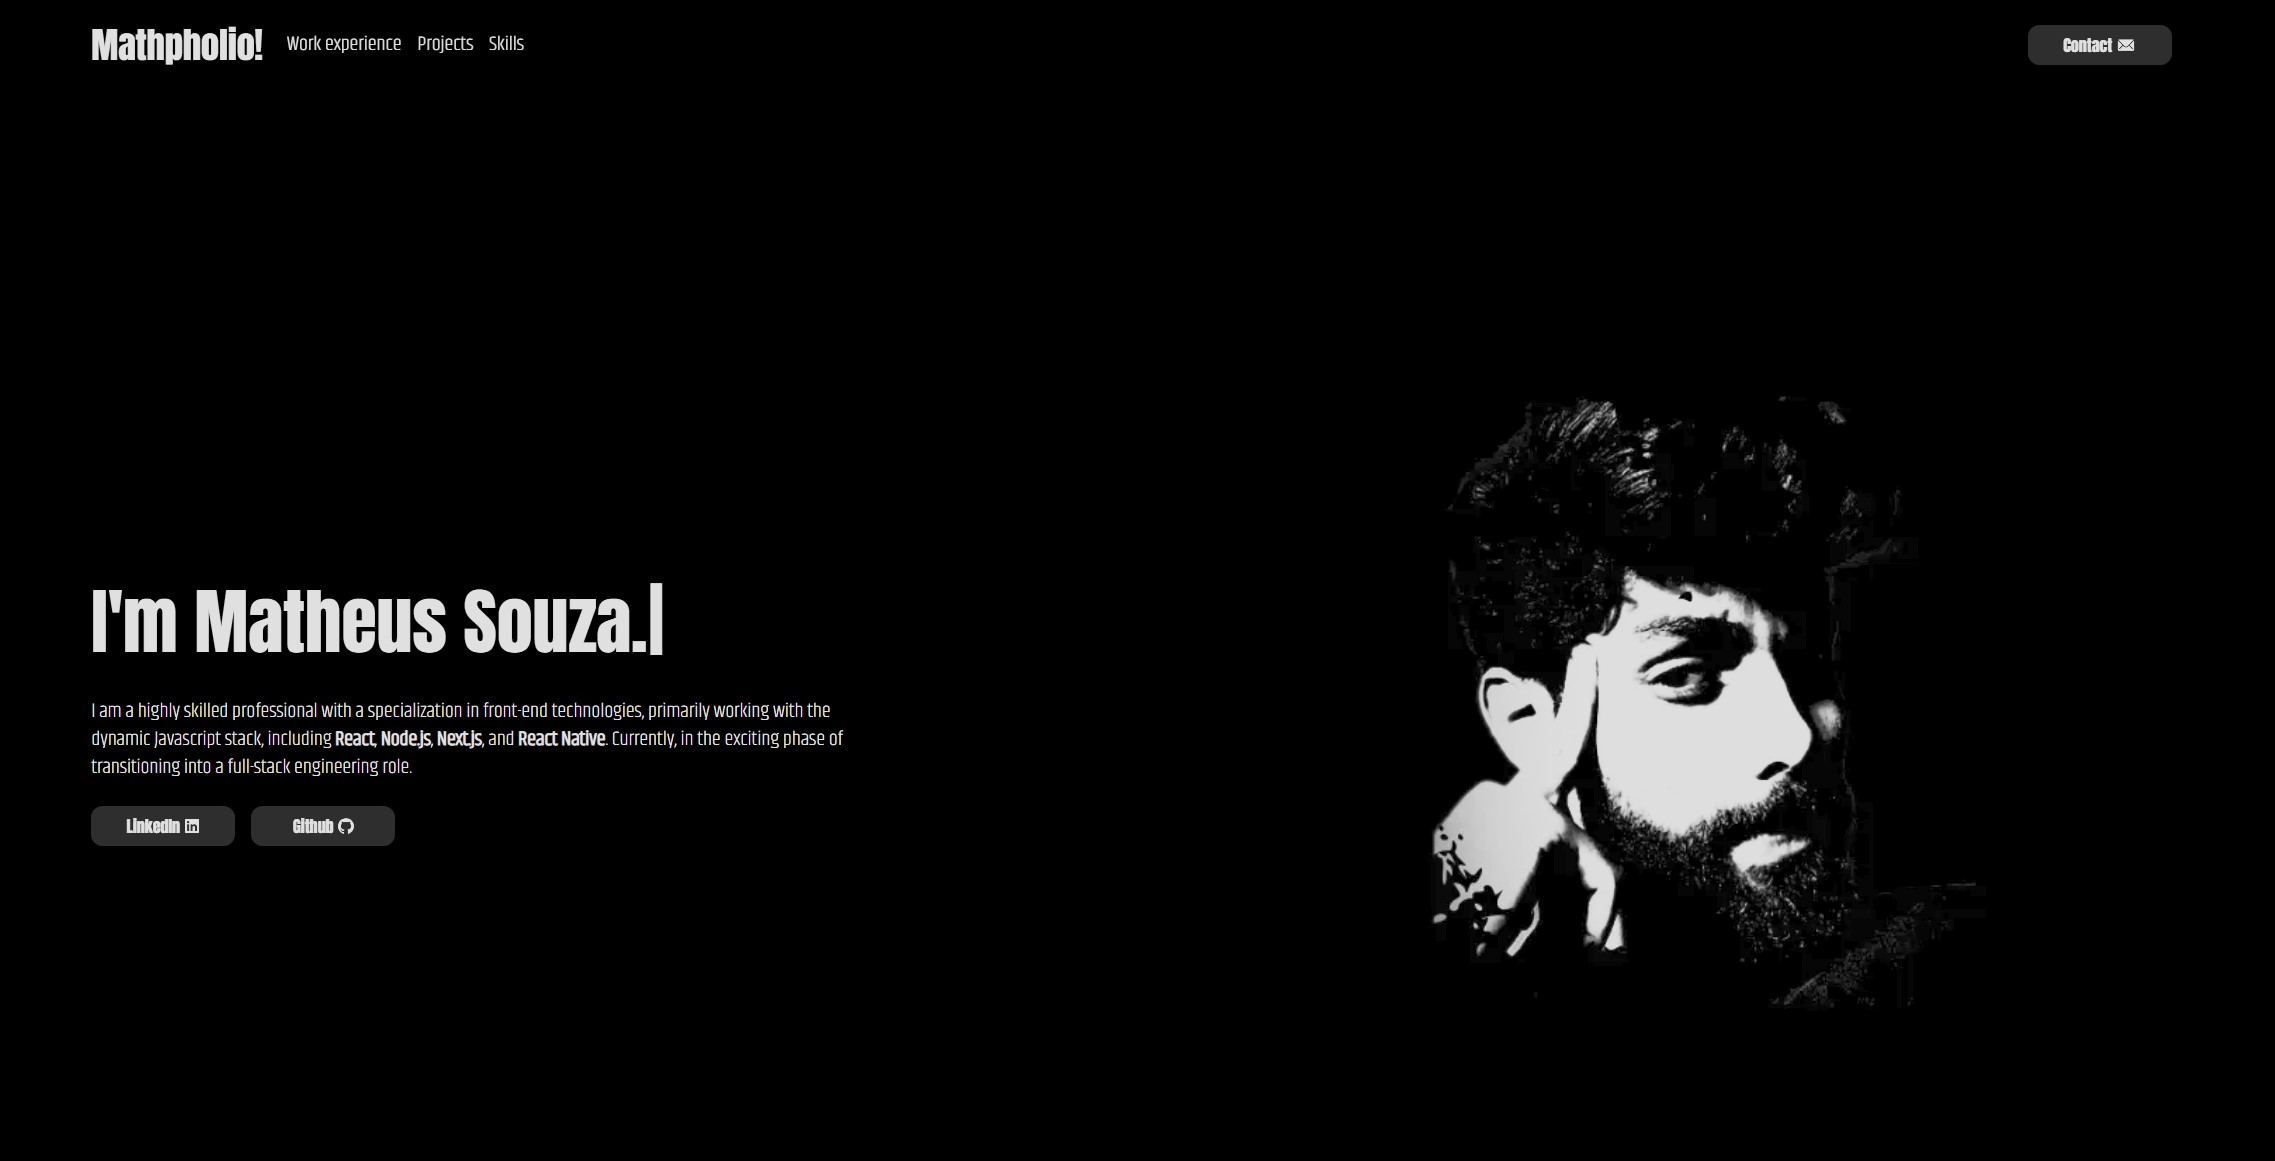 Mathpholio! Work experience Projects Skills Contact
I'm Matheus Souza.|
I am a highly skilled professional with a specialization in front-end technologies, primarily working with the
dynamic Javascript stack, including React, Node.js, Next.js, and React Native. Currently, in the exciting phase of
transitioning into a full-stack engineering role.
LinkedIn Github